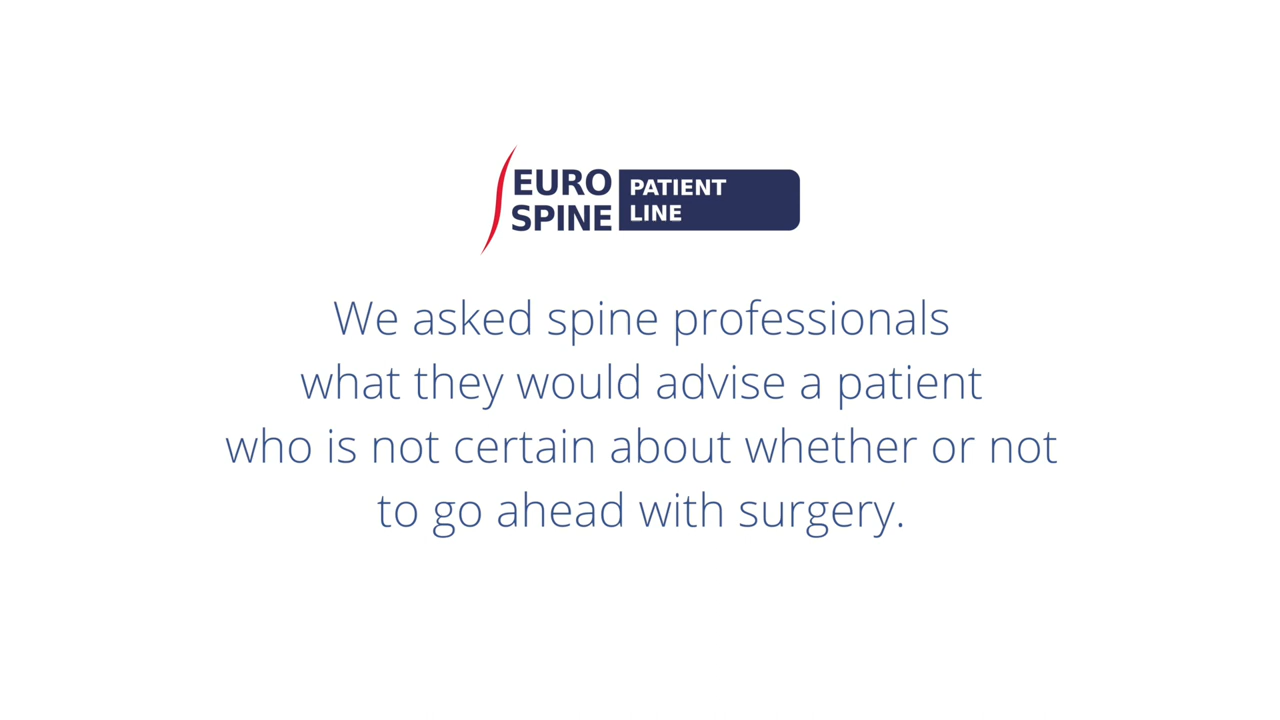 EURO
SPINE
PATIENT
LINE
We asked spine professionals
what they would advise a patient
who is not certain about whether or not
to go ahead with surgery.